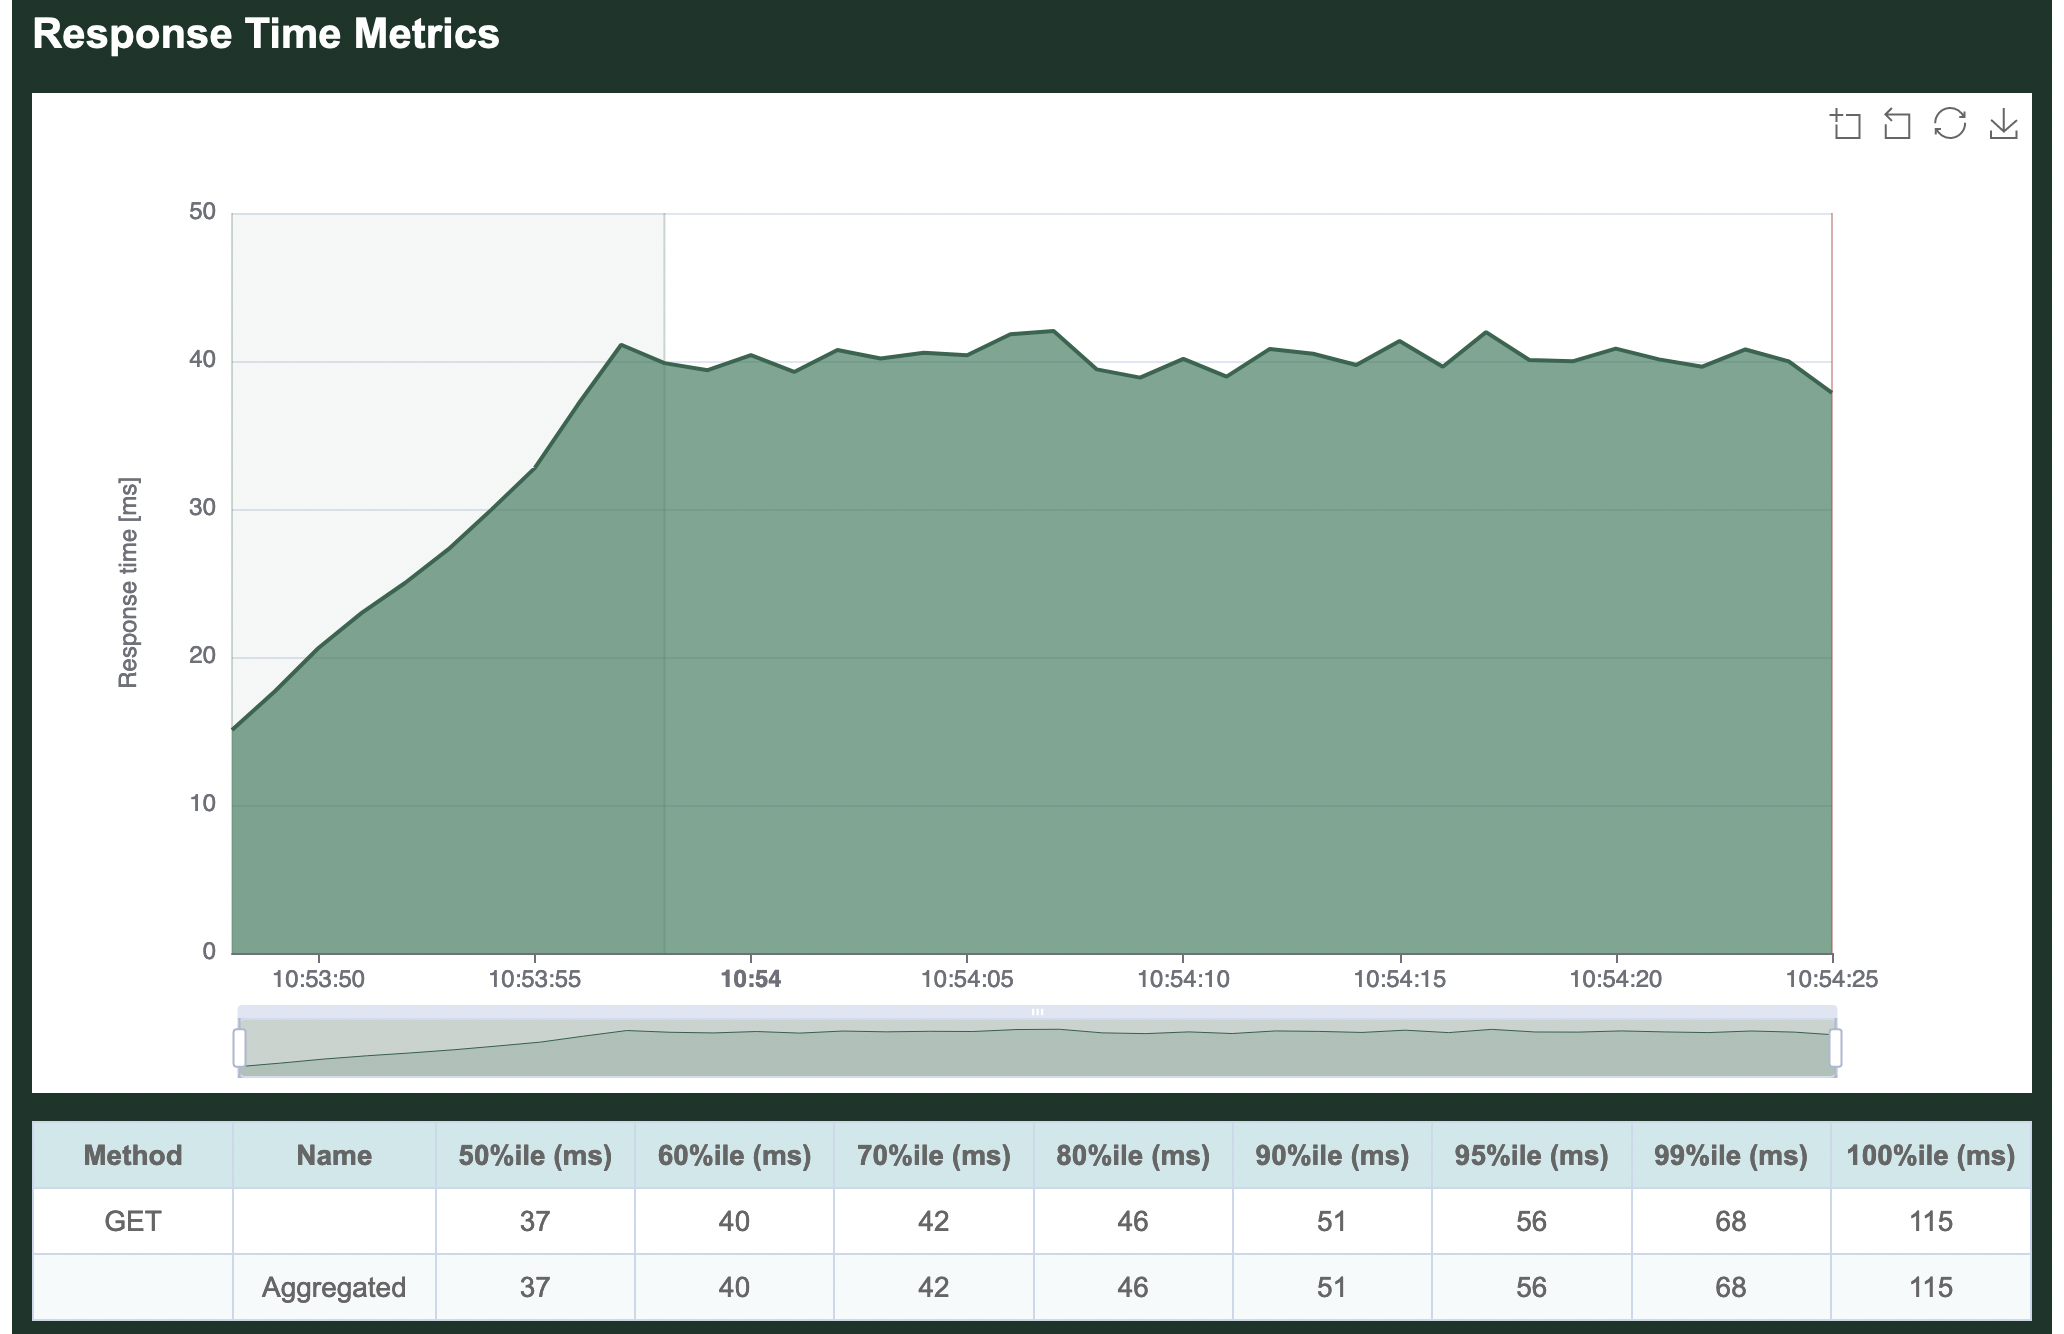 Response Time Metrics
50
40
30
20
10
0
Response time [ms]
10:53:50 10:53:55 10:54 10:54:05 10:54:10 10:54:15 10:54:20 10:54:25
Method Name 50%ile (ms) 60%ile (ms) 70%ile (ms) 80%ile (ms) 90%ile (ms) 95%ile (ms) 99%ile (ms) 100%ile (ms)
GET 37 40 42 46 51 56 68 115
Aggregated 37 40 42 46 51 56 68 115